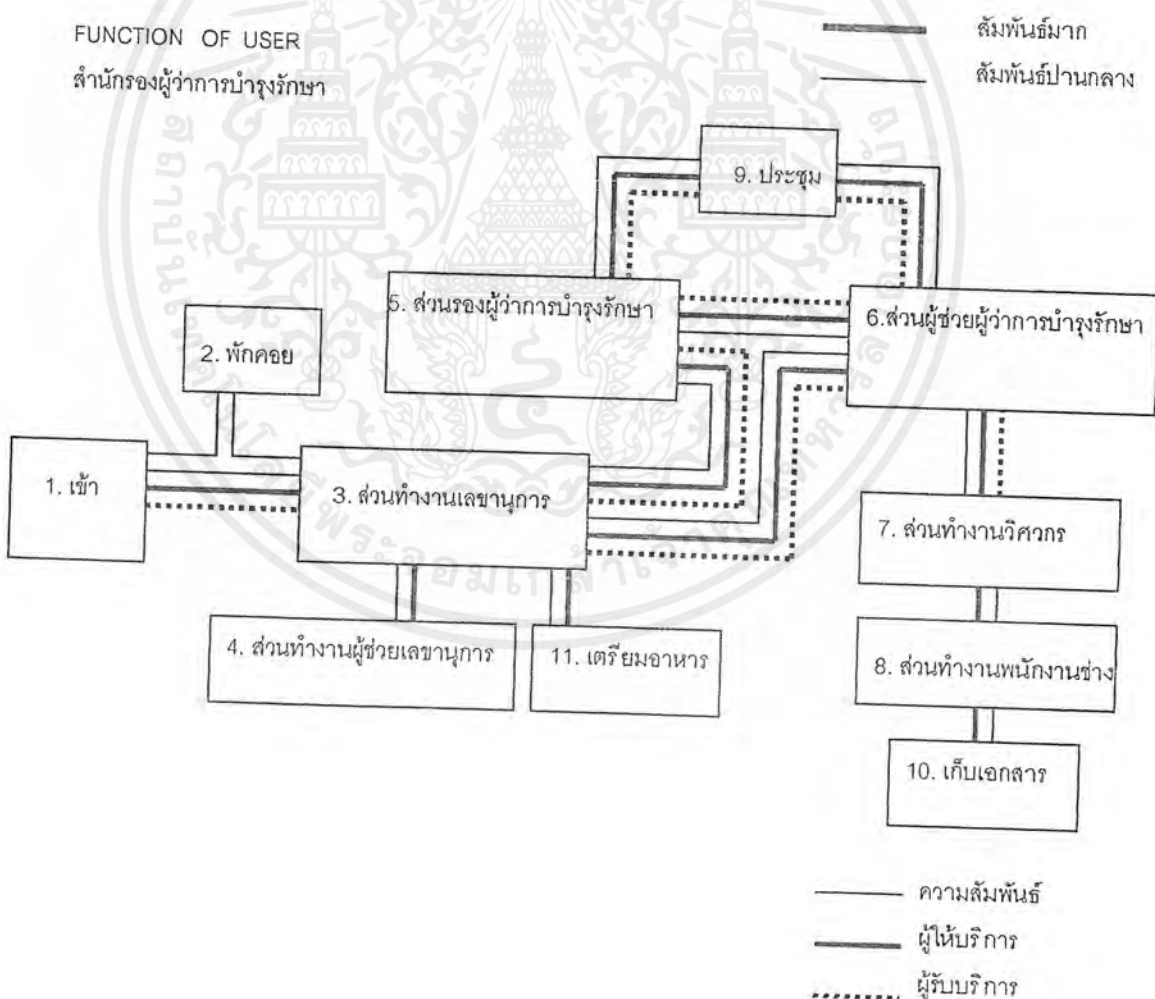 FUNCTION OF USER
สำนักรองผู้ว่าการบำรุงรักษา
สัมพันธ์มาก
สัมพันธ์ปานกลาง
9. ประชุม
5. ส่วนรองผู้ว่าการบำรุงรักษา
6.ส่วนผู้ช่วยผู้ว่าการบำรุงรักษา
2. พักคอย
1. เข้า
3. ส่วนทำงานเลขานุการ
7. ส่วนทำงานวิศวกร
4. ส่วนทำงานผู้ช่วยเลขานุการ
11. เตรียมอาหาร
8. ส่วนทำงานพนักงานช่าง
10. เก็บเอกสาร
ความสัมพันธ์
ผู้ให้บริการ
ผู้รับบริการ